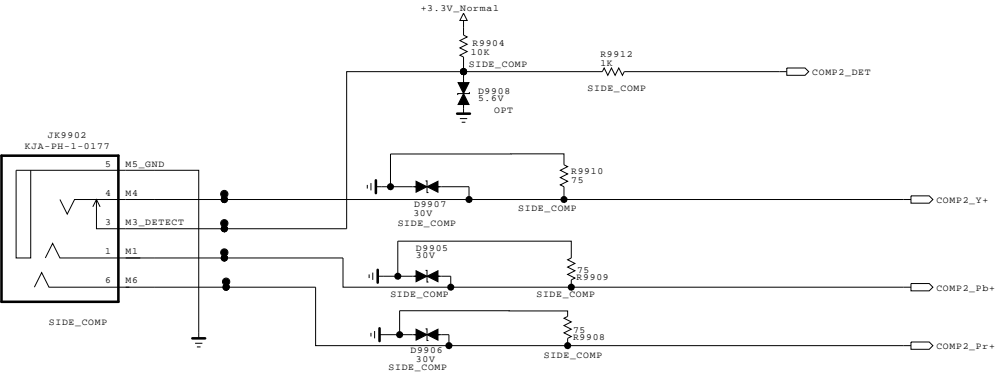 +3.3V_Normal
R9904
10K
SIDE_COMP
R9912
1K
SIDE_COMP
COMP2_DET
D9908
5.6V
OPT
JK9902
KJA-PH-1-0177
5 M5_GND
4 M4
3 M3_DETECT
1 M1
6 M6
SIDE_COMP
R9910
75
SIDE_COMP
D9907
30V
SIDE_COMP
COMP2_Y+
D9905
30V
SIDE_COMP
75
R9909
SIDE_COMP
COMP2_Pb+
75
R9908
SIDE_COMP
D9906
30V
SIDE_COMP
COMP2_Pr+